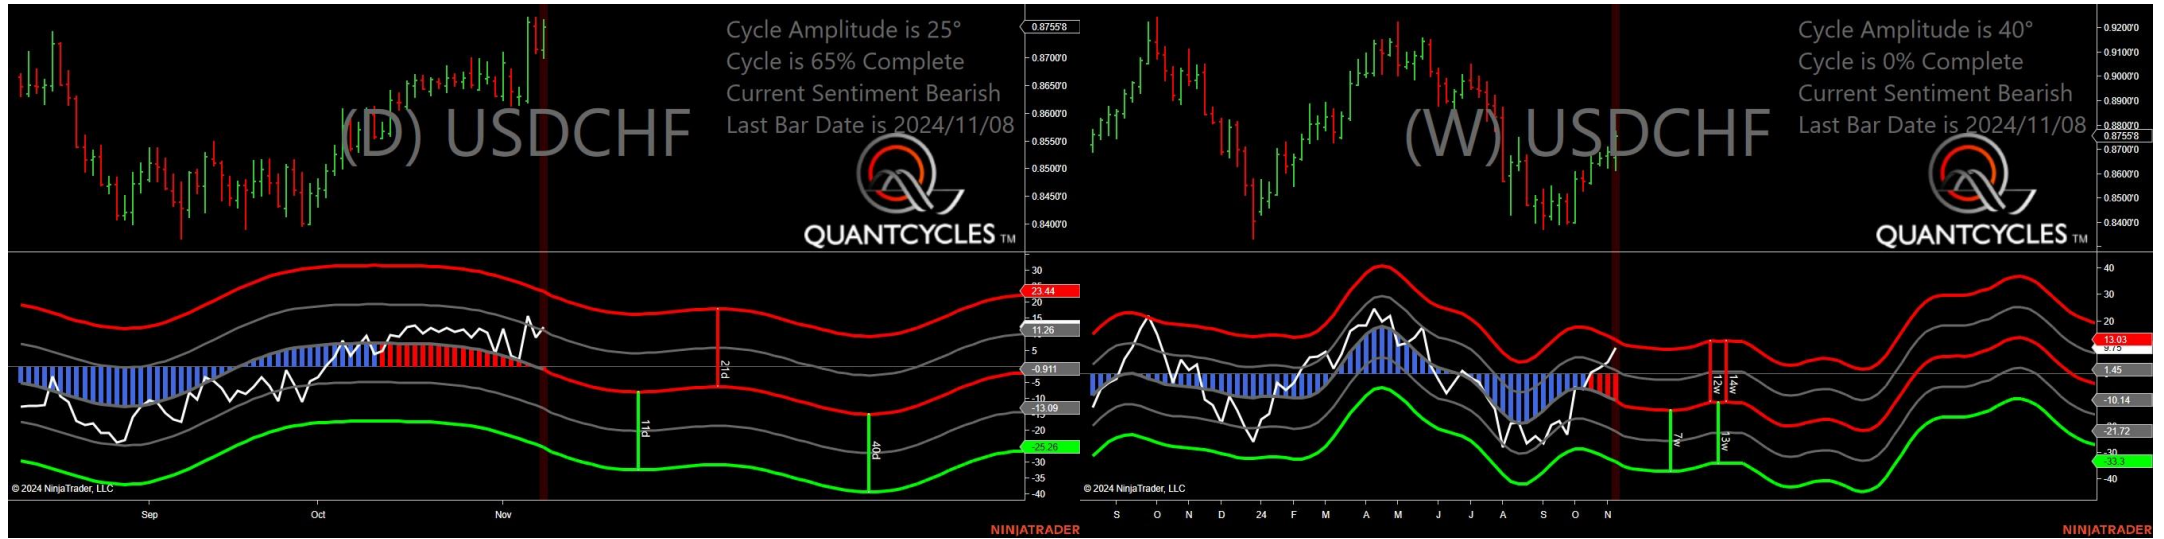 Cycle Amplitude is 25°
Cycle is 65% Complete
Current Sentiment Bearish
Last Bar Date is 2024/11/08
(D) USDCHF
QUANTCYCLES TM
0.8755'8
0.8700'0
0.8650'0
0.8600'0
0.8550'0
0.8500'0
0.8450'0
0.8400'0
30
23.44
20
15
11.26
5
-0.911
-5
-10
-13.09
-15
-20
-25.26
-30
-35
-40
21d
11d
40d
© 2024 NinjaTrader, LLC
Sep
Oct
Nov
NINJATRADER
Cycle Amplitude is 40°
Cycle is 0% Complete
Current Sentiment Bearish
Last Bar Date is 2024/11/08
(W) USDCHF
QUANTCYCLES TM
0.9200'0
0.9100'0
0.9000'0
0.8900'0
0.8800'0
0.8755'8
0.8700'0
0.8600'0
0.8500'0
0.8400'0
40
30
20
13.03
9.75
1.45
-10.14
-21.72
-30
-33.3
-40
12w
14w
7w
13w
© 2024 NinjaTrader, LLC
S O N D 24 F M A M J J A S O N
NINJATRADER